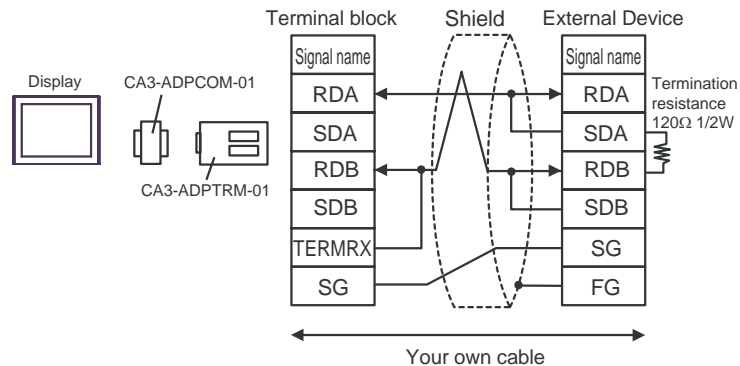 Terminal block
Shield
External Device
Display
CA3-ADPCOM-01
CA3-ADPTRM-01
Signal name
RDA
SDA
RDB
SDB
TERMRX
SG
Signal name
RDA
SDA
RDB
SDB
SG
FG
Termination
resistance
120Ω 1/2W
Your own cable